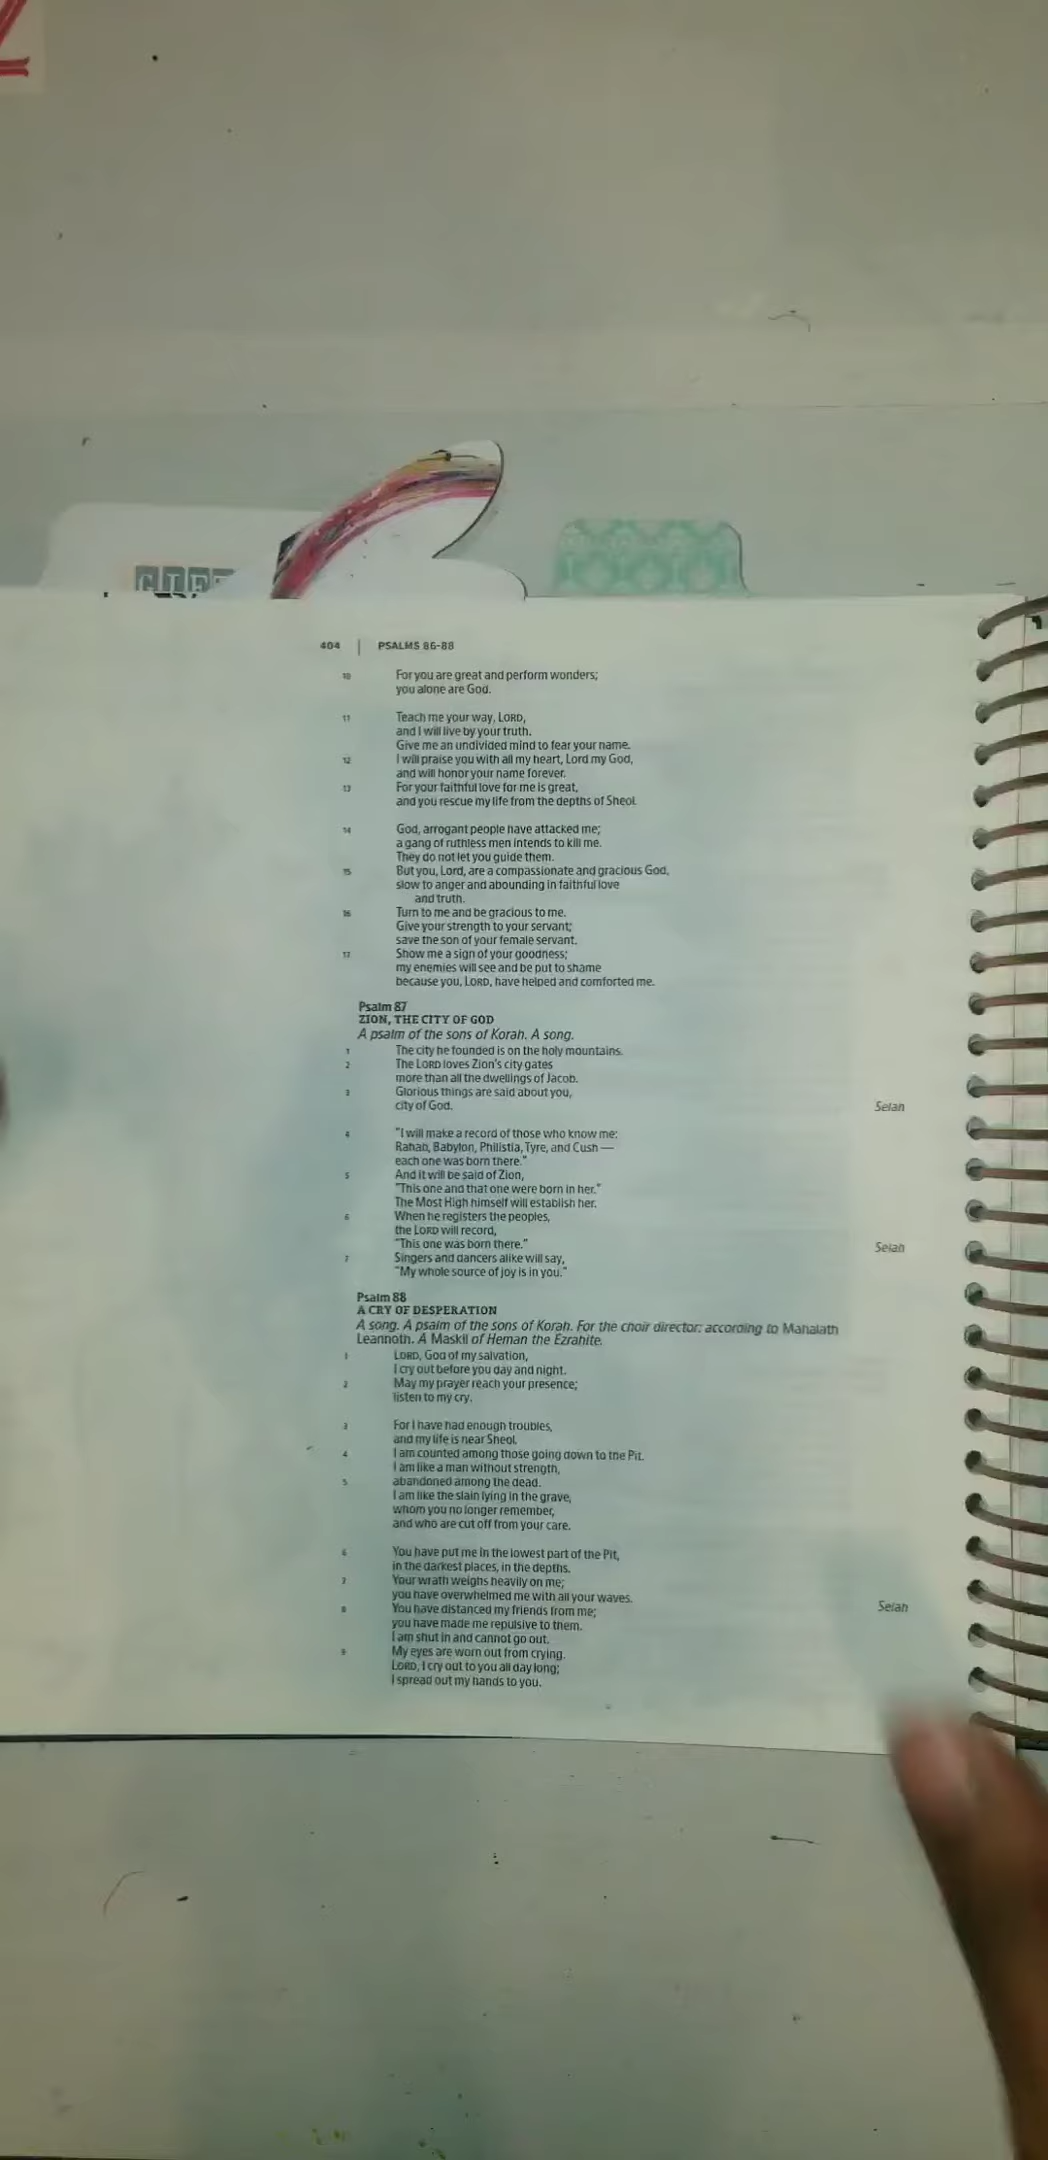 404 | PSALMS 86-88
10 For you are great and perform wonders;
you alone are God.
11 Teach me your way, LORD,
and I will live by your truth.
Give me an undivided mind to fear your name.
12 I will praise you with all my heart, Lord my God,
and will honor your name forever.
13 For your faithful love for me is great,
and you rescue my life from the depths of Sheol.
14 God, arrogant people have attacked me;
a gang of ruthless men intends to kill me.
They do not let you guide them.
15 But you, Lord, are a compassionate and gracious God,
slow to anger and abounding in faithful love
and truth.
16 Turn to me and be gracious to me.
Give your strength to your servant;
save the son of your female servant.
17 Show me a sign of your goodness;
my enemies will see and be put to shame
because you, LORD, have helped and comforted me.
Psalm 87
ZION, THE CITY OF GOD
A psalm of the sons of Korah. A song.
1 The city he founded is on the holy mountains.
2 The LORD loves Zion's city gates
more than all the dwellings of Jacob.
3 Glorious things are said about you,
city of God. Selah
4 "I will make a record of those who know me:
Rahab, Babylon, Philistia, Tyre, and Cush —
each one was born there."
5 And it will be said of Zion,
"This one and that one were born in her."
The Most High himself will establish her.
6 When he registers the peoples,
the LORD will record,
"This one was born there." Selah
7 Singers and dancers alike will say,
"My whole source of joy is in you."
Psalm 88
A CRY OF DESPERATION
A song. A psalm of the sons of Korah. For the choir director: according to Mahalath
Leannoth. A Maskil of Heman the Ezrahite.
1 LORD, God of my salvation,
I cry out before you day and night.
2 May my prayer reach your presence;
listen to my cry.
3 For I have had enough troubles,
and my life is near Sheol.
4 I am counted among those going down to the Pit.
I am like a man without strength,
5 abandoned among the dead.
I am like the slain lying in the grave,
whom you no longer remember,
and who are cut off from your care.
6 You have put me in the lowest part of the Pit,
in the darkest places, in the depths.
7 Your wrath weighs heavily on me;
you have overwhelmed me with all your waves. Selah
8 You have distanced my friends from me;
you have made me repulsive to them.
I am shut in and cannot go out.
9 My eyes are worn out from crying.
LORD, I cry out to you all day long;
I spread out my hands to you.